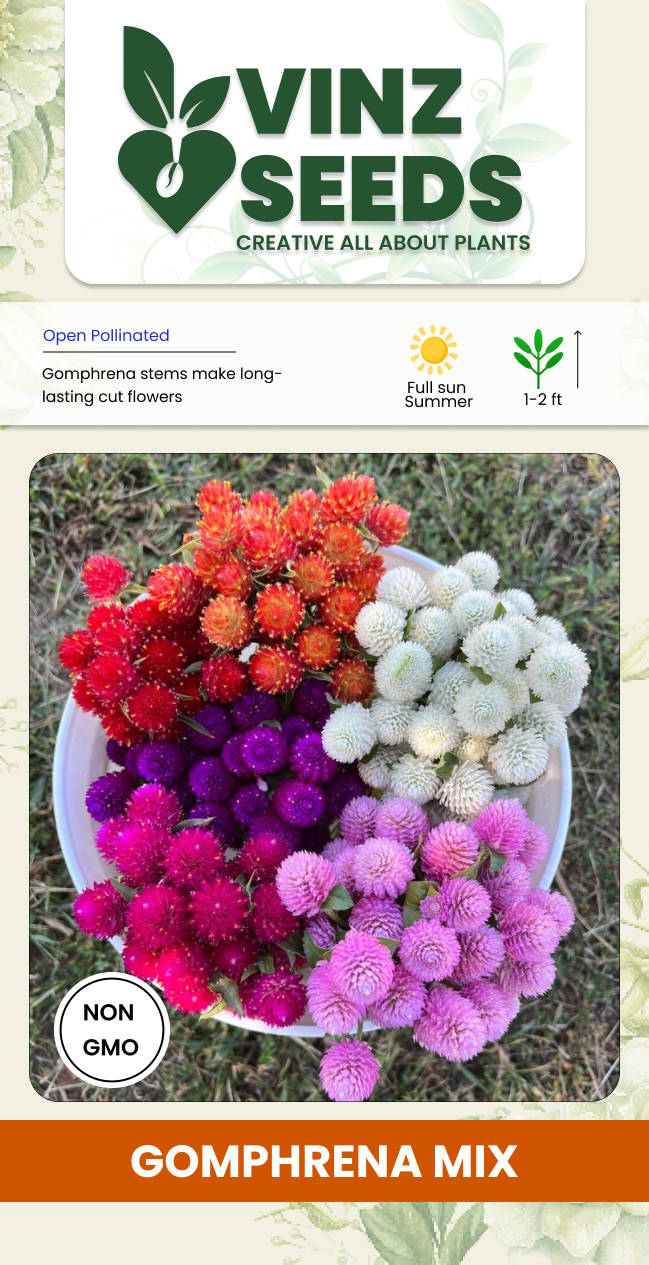 VINZ
SEEDS
CREATIVE ALL ABOUT PLANTS
Open Pollinated
Gomphrena stems make long-
lasting cut flowers
Full sun
Summer
1-2 ft
NON
GMO
GOMPHRENA MIX